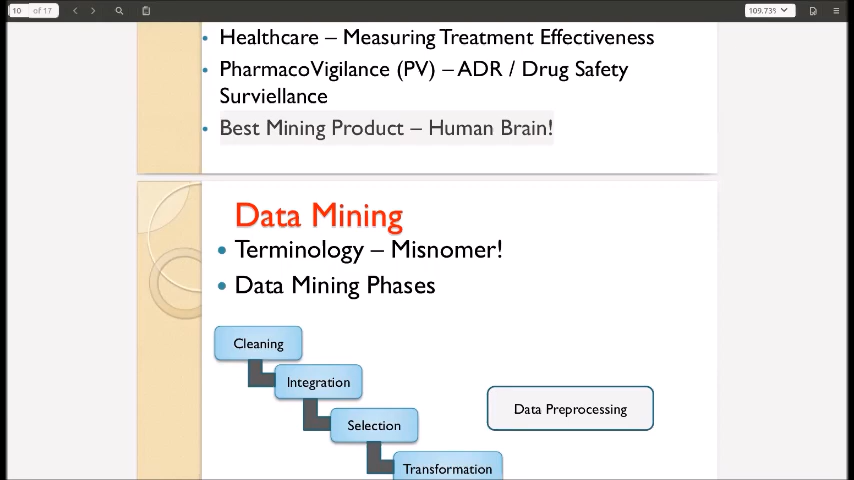 10 of 17
109.73%
Healthcare – Measuring Treatment Effectiveness
PharmacoVigilance (PV) – ADR / Drug Safety
Surviellance
Best Mining Product – Human Brain!
Data Mining
Terminology – Misnomer!
Data Mining Phases
Cleaning
Integration
Data Preprocessing
Selection
Transformation